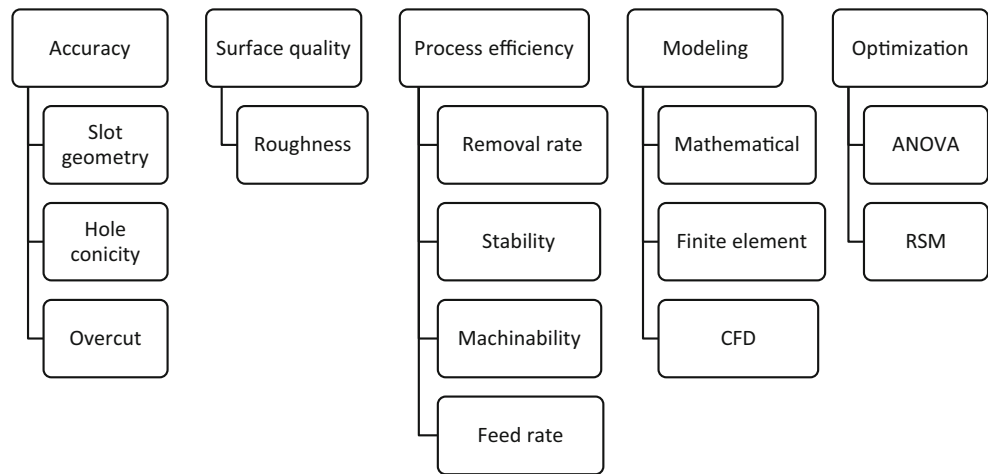 Accuracy
Slot
geometry
Hole
conicity
Overcut
Surface quality
Roughness
Process efficiency
Removal rate
Stability
Machinability
Feed rate
Modeling
Mathematical
Finite element
CFD
Optimization
ANOVA
RSM